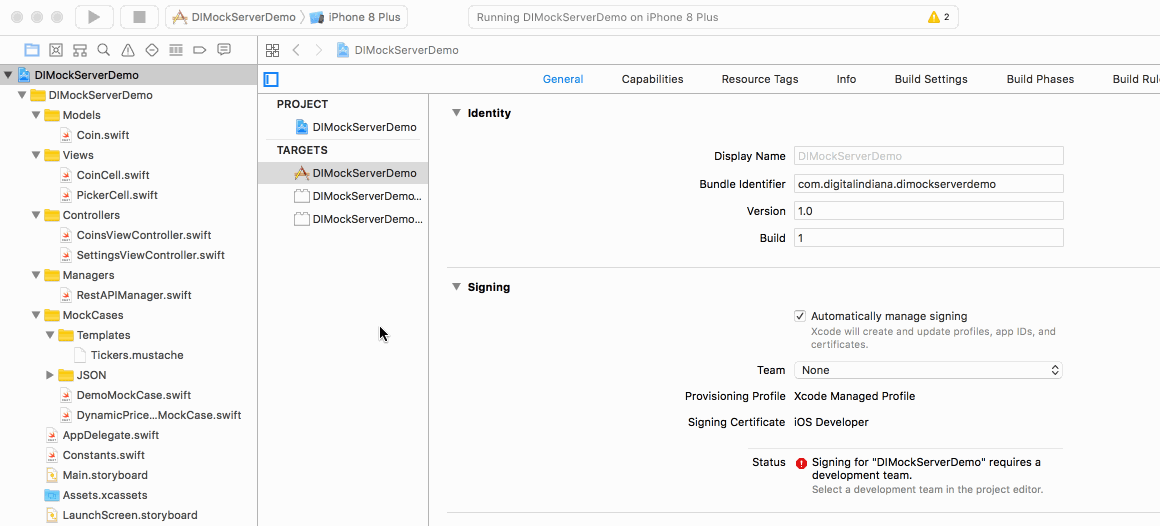 DIMockServerDemo
iPhone 8 Plus
Running DIMockServerDemo on iPhone 8 Plus
2
DIMockServerDemo
DIMockServerDemo
DIMockServerDemo
Models
Coin.swift
Views
CoinCell.swift
PickerCell.swift
Controllers
CoinsViewController.swift
SettingsViewController.swift
Managers
RestAPIManager.swift
MockCases
Templates
Tickers.mustache
JSON
DemoMockCase.swift
DynamicPrice...MockCase.swift
AppDelegate.swift
Constants.swift
Main.storyboard
Assets.xcassets
LaunchScreen.storyboard
General
Capabilities
Resource Tags
Info
Build Settings
Build Phases
Build Rule
PROJECT
DIMockServerDemo
TARGETS
DIMockServerDemo
DIMockServerDemo...
DIMockServerDemo...
Identity
Display Name DIMockServerDemo
Bundle Identifier com.digitalindiana.dimockserverdemo
Version 1.0
Build 1
Signing
Automatically manage signing
Xcode will create and update profiles, app IDs, and
certificates.
Team None
Provisioning Profile Xcode Managed Profile
Signing Certificate iOS Developer
Status Signing for "DIMockServerDemo" requires a
development team.
Select a development team in the project editor.